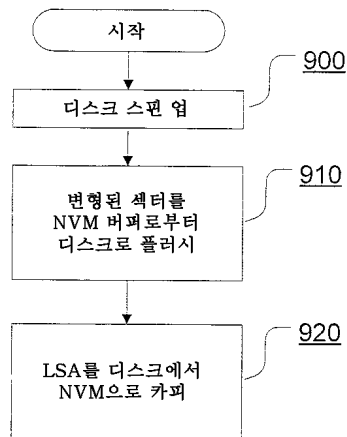 시작
900
디스크 스핀 업
910
변형된 섹터를
NVM 버퍼로부터
디스크로 플러시
920
LSA를 디스크에서
NVM으로 카피